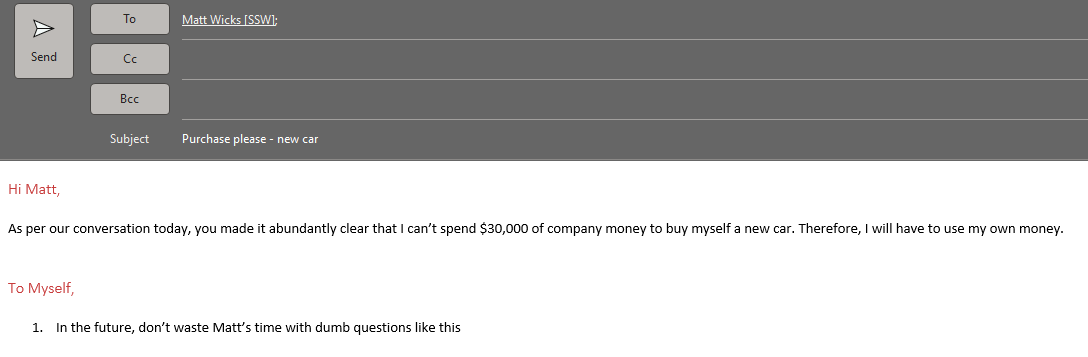 To Matt Wicks [SSW];
Send
Cc
Bcc
Subject Purchase please - new car
Hi Matt,
As per our conversation today, you made it abundantly clear that I can’t spend $30,000 of company money to buy myself a new car. Therefore, I will have to use my own money.
To Myself,
1. In the future, don’t waste Matt’s time with dumb questions like this